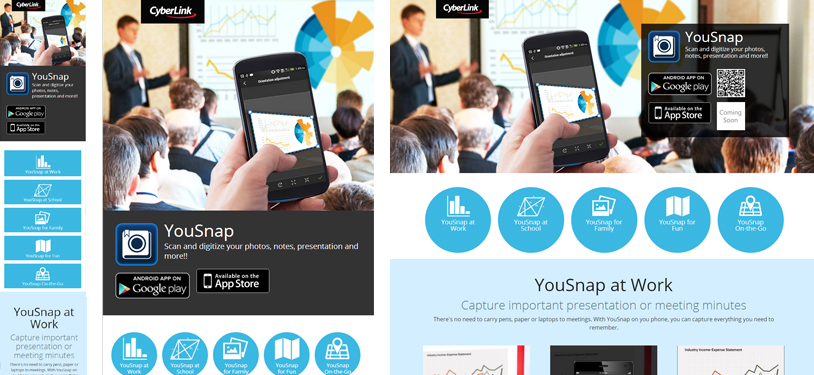 CyberLink
YouSnap
Scan and digitize your photos, notes, presentation and more!!
ANDROID APP ON
Google play
Available on the
App Store
YouSnap at Work
YouSnap at School
YouSnap for Family
YouSnap for Fun
YouSnap On-the-Go
YouSnap at
Work
Capture important
presentation or
meeting minutes
There's no need to carry pens, paper or
laptops to meetings. With YouSnap on
CyberLink
Orientation adjustment
YouSnap
Scan and digitize your photos, notes, presentation and
more!!
ANDROID APP ON
Google play
Available on the
App Store
YouSnap at
Work
YouSnap at
School
YouSnap for
Family
YouSnap for
Fun
YouSnap
On-the-Go
CyberLink
Orientation adjustment
YouSnap
Scan and digitize your photos,
notes, presentation and more!!
ANDROID APP ON
Google play
Available on the
App Store
Coming
Soon
YouSnap at
Work
YouSnap at
School
YouSnap for
Family
YouSnap for
Fun
YouSnap
On-the-Go
YouSnap at Work
Capture important presentation or meeting minutes
There's no need to carry pens, paper or laptops to meetings. With YouSnap on you phone, you can capture everything you need to
remember.
Industry Income-Expense Statement
Industry Income-Expense Statement